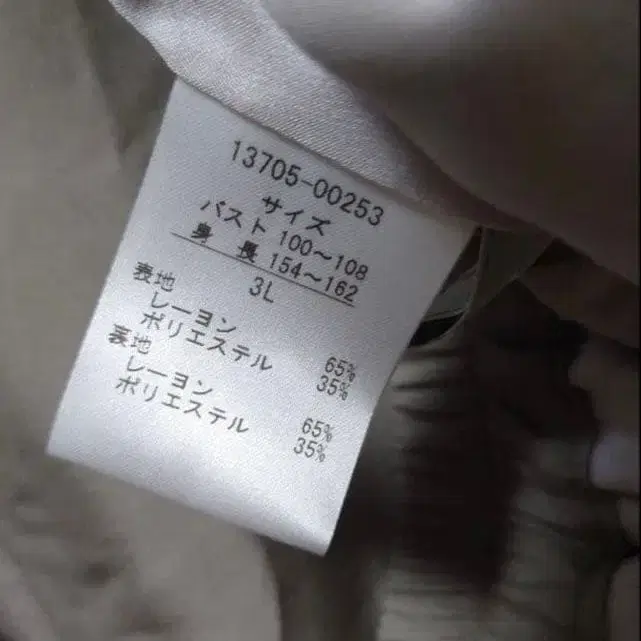 13705-00253
サイズ
バスト 100～108
身 長 154～162
3L
表地
レーヨン 65%
ポリエステル 35%
裏地
レーヨン 65%
ポリエステル 35%